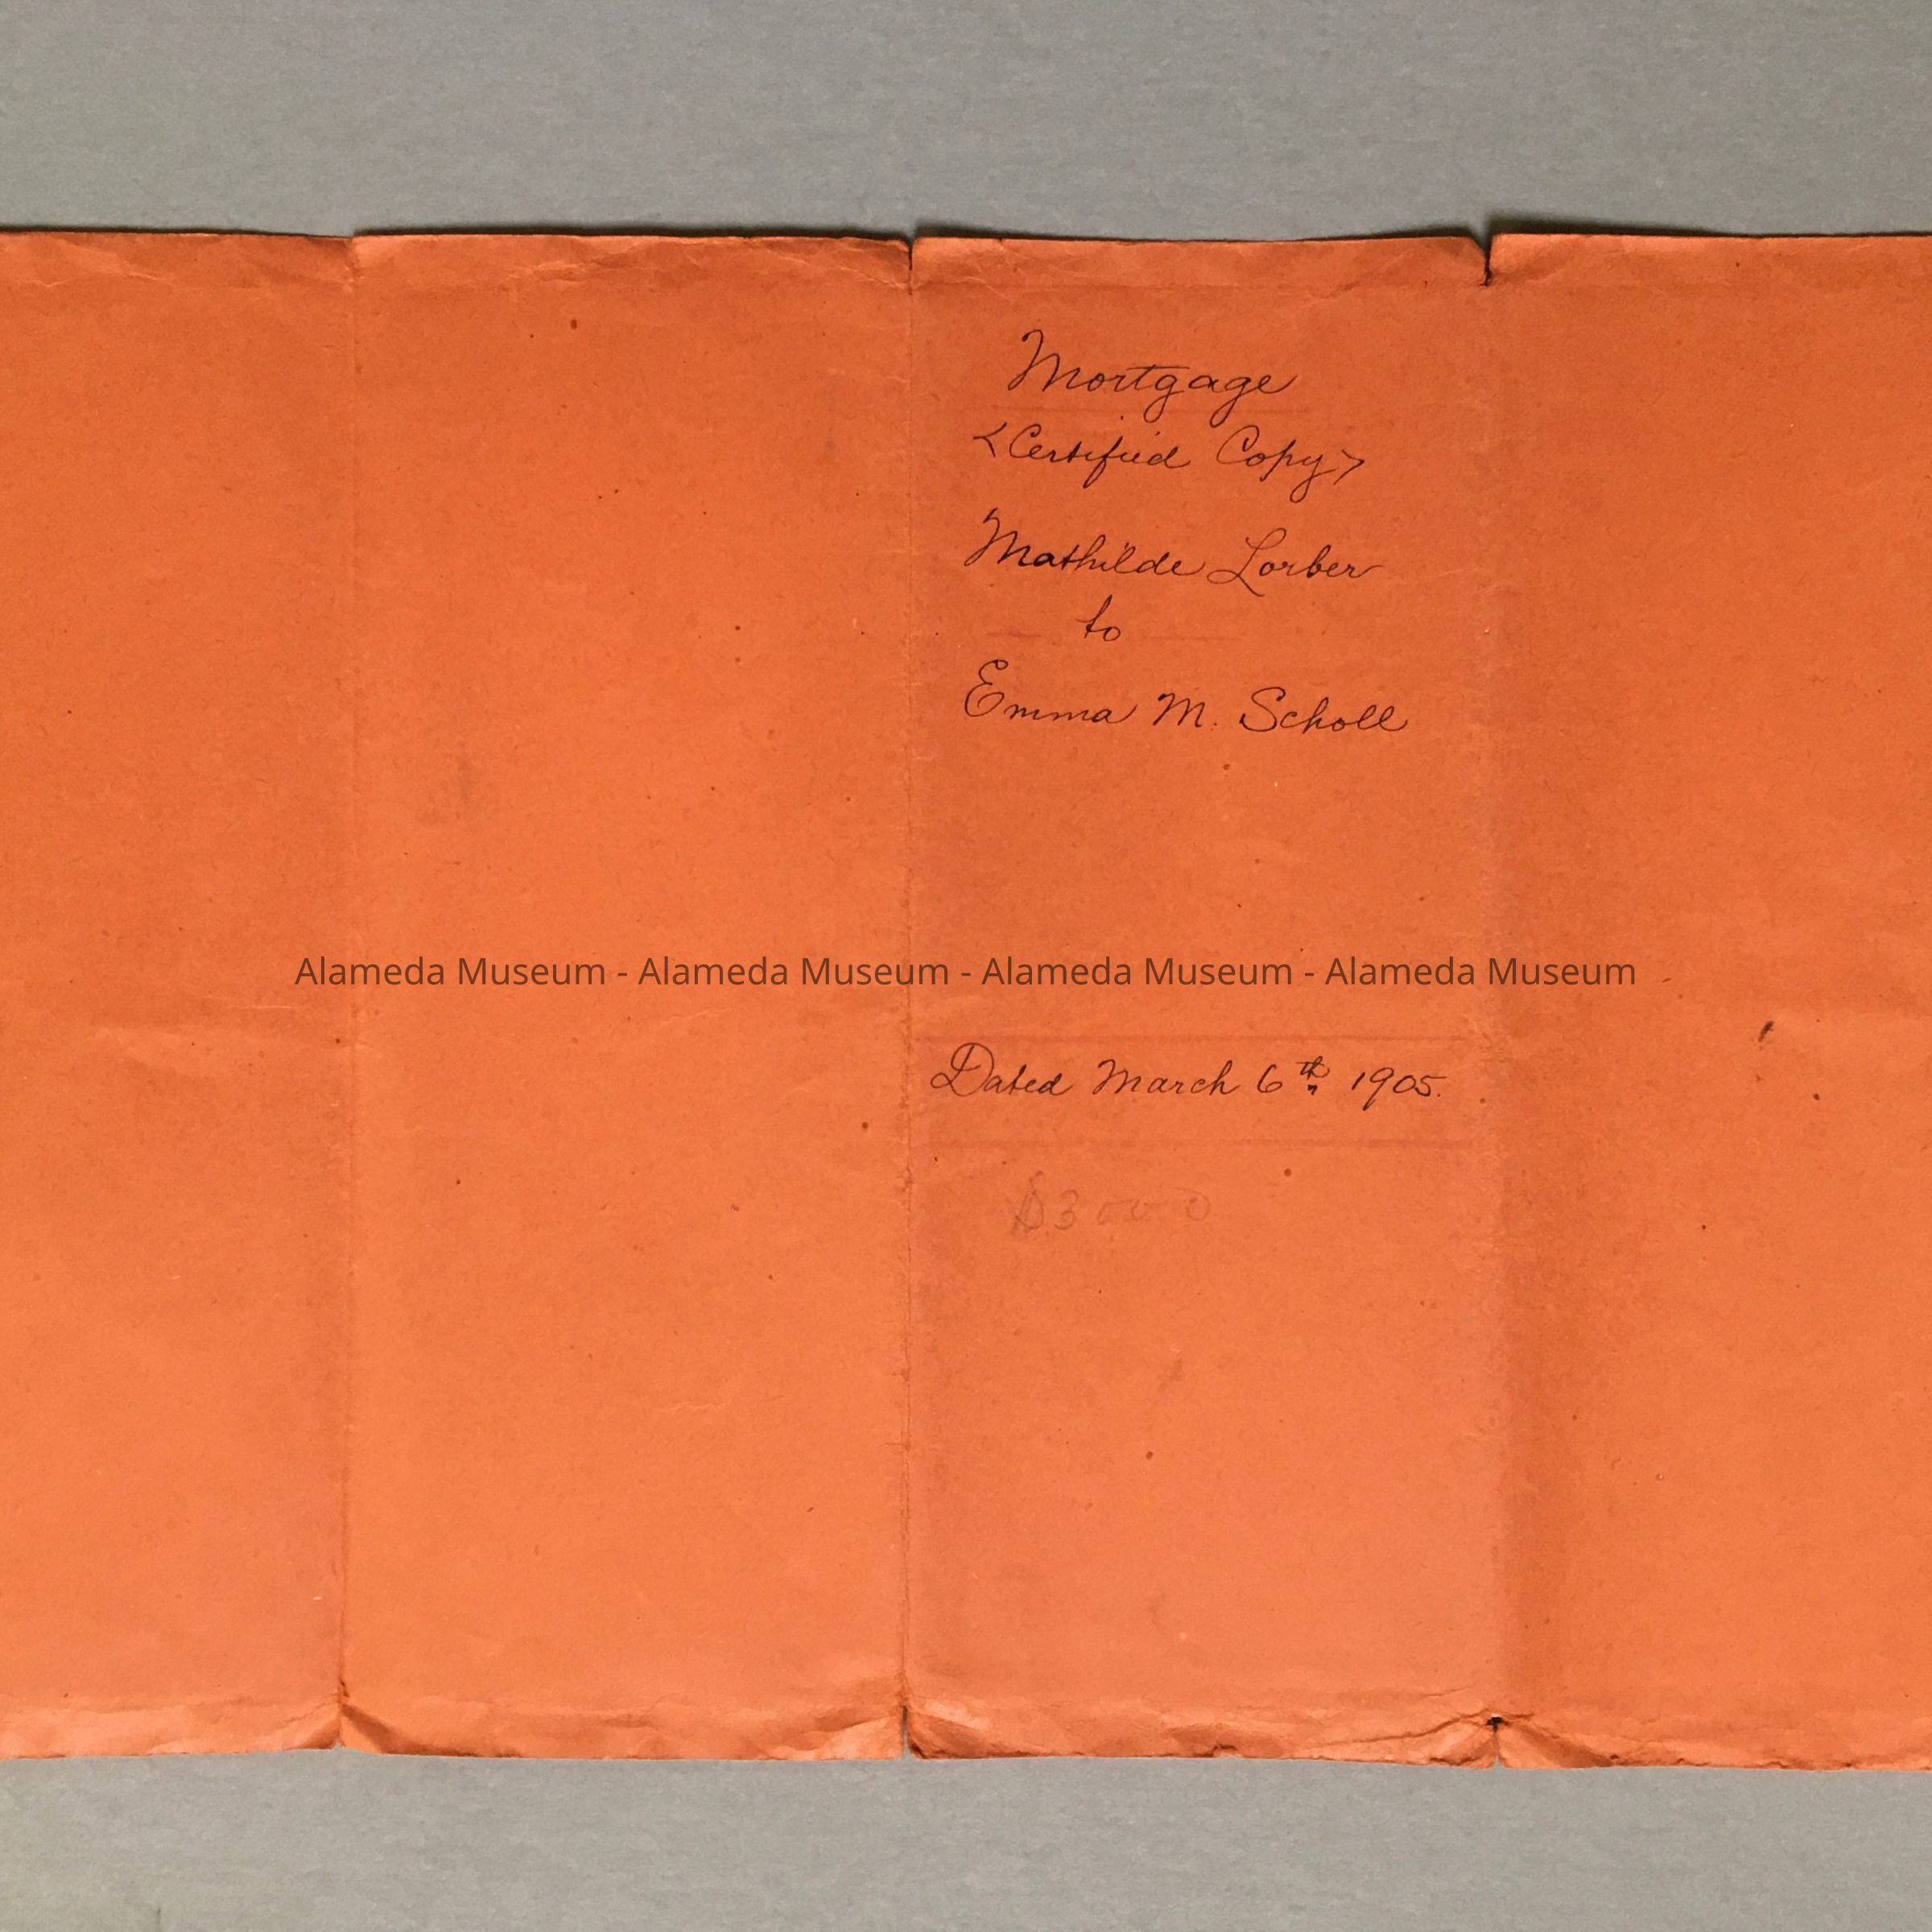 Mortgage
<Certified Copy>
Mathilde Lorber
to
Emma M. Scholl
Alameda Museum - Alameda Museum - Alameda Museum - Alameda Museum
Dated March 6th 1905.
$3000